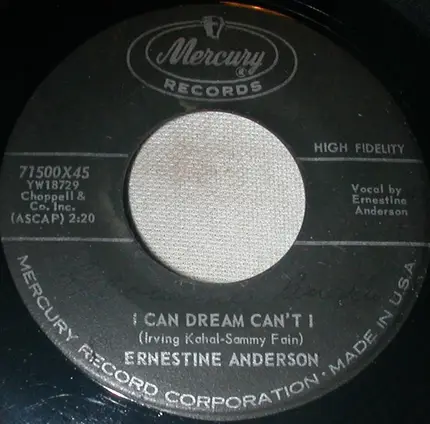 Mercury
®
RECORDS
HIGH FIDELITY
71500X45
YW18729
Chappell &
Co. Inc.
(ASCAP) 2:20
Vocal by
Ernestine
Anderson
I CAN DREAM CAN'T I
(Irving Kahal-Sammy Fain)
ERNESTINE ANDERSON
MERCURY RECORD CORPORATION · MADE IN U.S.A.